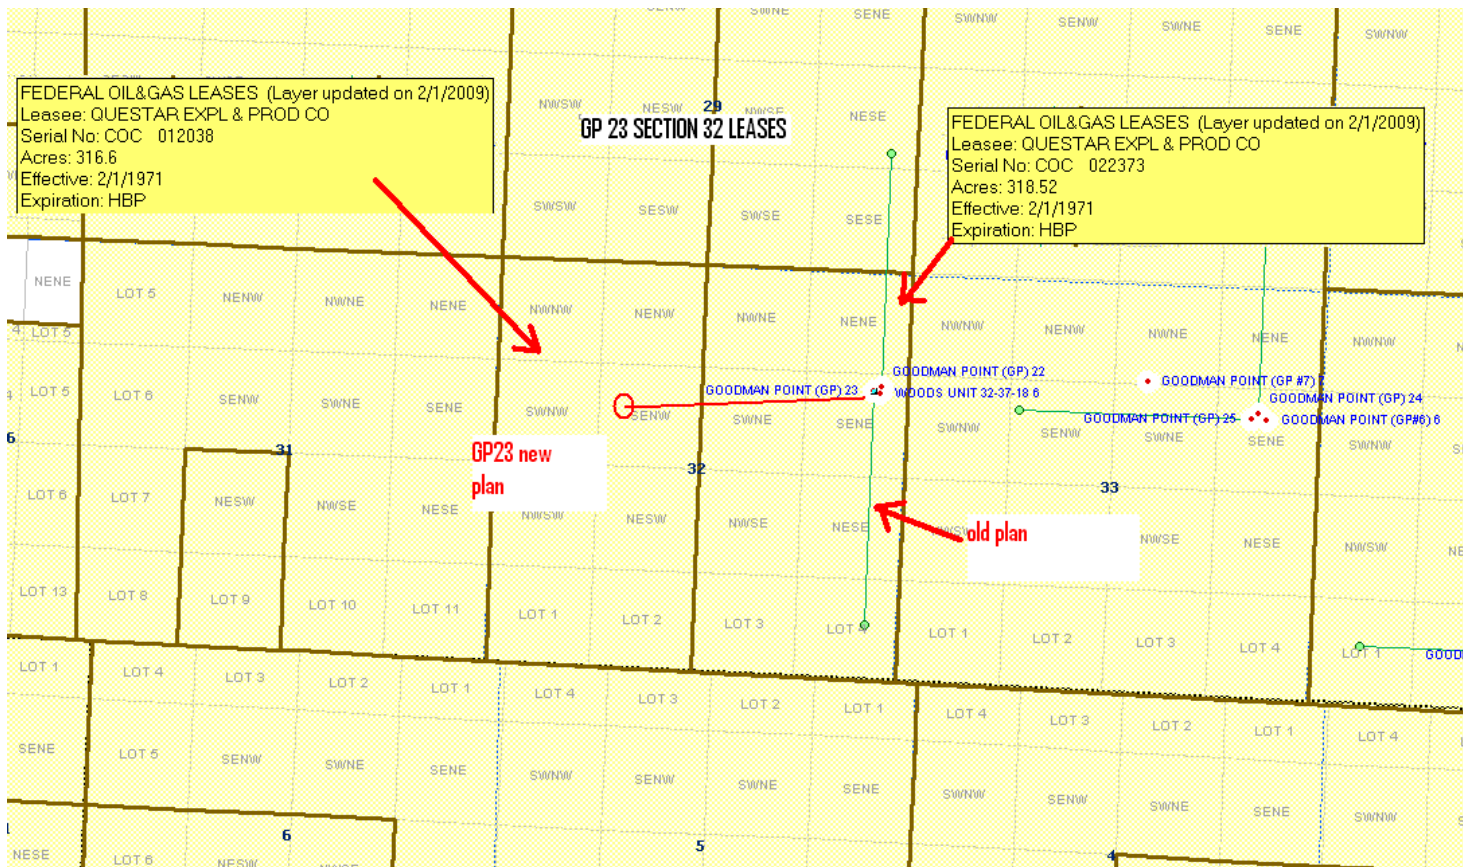 SWNE
SENE
SWNW
SENW
SWNE
SENE
SWNW
FEDERAL OIL&GAS LEASES (Layer updated on 2/1/2009)
Leasee: QUESTAR EXPL & PROD CO
Serial No: COC 012038
Acres: 316.6
Effective: 2/1/1971
Expiration: HBP
NWSW
NESW
29
NWSE
NESE
GP 23 SECTION 32 LEASES
FEDERAL OIL&GAS LEASES (Layer updated on 2/1/2009)
Leasee: QUESTAR EXPL & PROD CO
Serial No: COC 022373
Acres: 318.52
Effective: 2/1/1971
Expiration: HBP
SWSW
SESW
SWSE
SESE
NENE
LOT 5
NENW
NWNE
NENE
NWNW
NENW
NWNE
NENE
NWNW
NENW
NWNE
NENE
NWNW
4
LOT 5
GOODMAN POINT (GP) 22
GOODMAN POINT (GP) 23
WOODS UNIT 32-37-18 6
GOODMAN POINT (GP #7) 7
GOODMAN POINT (GP) 24
GOODMAN POINT (GP) 25
GOODMAN POINT (GP#6) 6
LOT 5
LOT 6
SENW
SWNE
SENE
SWNW
SENW
SWNE
SENE
SWNW
SENW
SWNE
SENE
SWNW
6
31
GP23 new
plan
32
33
LOT 6
LOT 7
NESW
NWSE
NESE
NWSW
NESW
NWSE
NESE
old plan
NWSE
NESE
NWSW
LOT 13
LOT 8
LOT 9
LOT 10
LOT 11
LOT 1
LOT 2
LOT 3
LOT 4
LOT 1
LOT 2
LOT 3
LOT 4
LOT 1
LOT 1
LOT 4
LOT 3
LOT 2
LOT 1
LOT 4
LOT 3
LOT 2
LOT 1
LOT 4
LOT 3
LOT 2
LOT 1
LOT 4
SENE
LOT 5
SENW
SWNE
SENE
SWNW
SENW
SWNE
SENE
SWNW
SENW
SWNE
SENE
SWNW
6
5
4
NESE
LOT 6
NESW